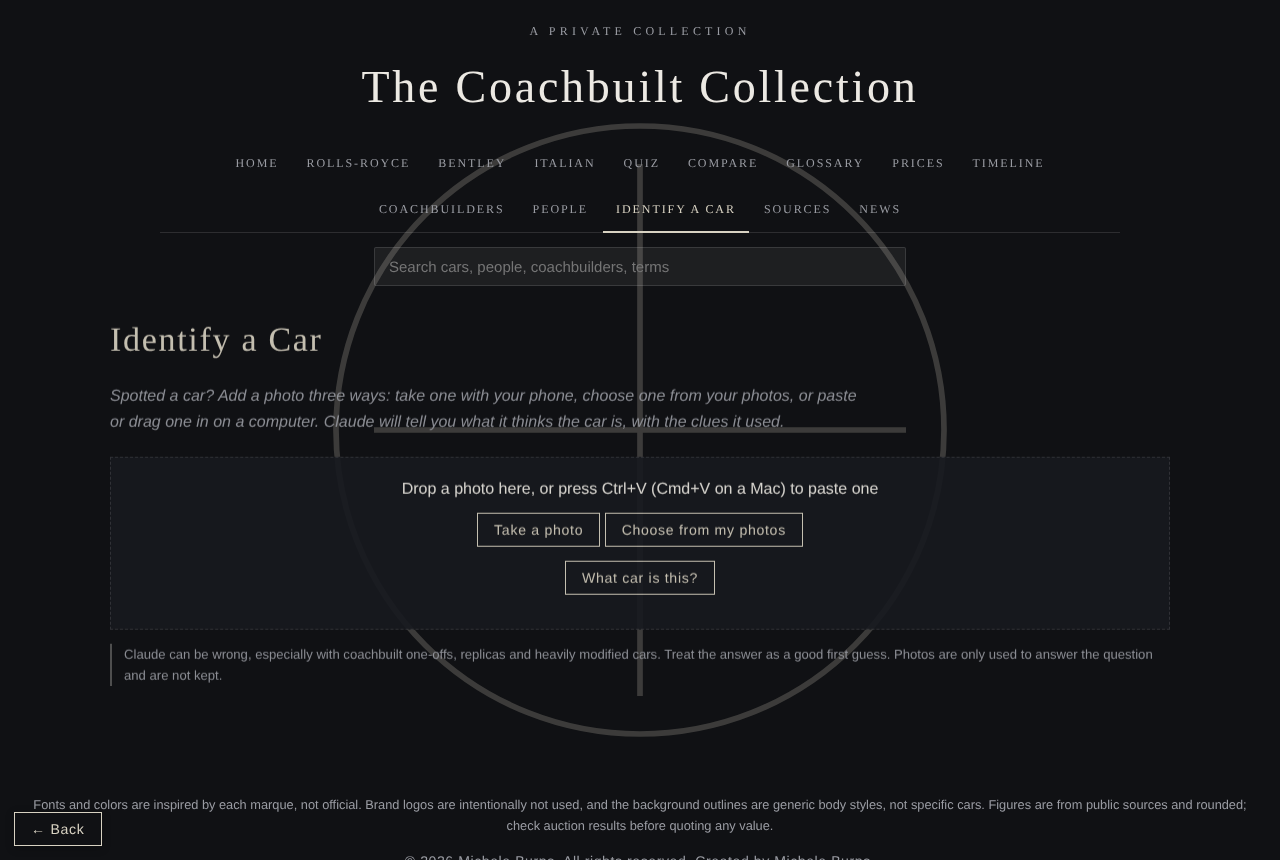 A PRIVATE COLLECTION
The Coachbuilt Collection
HOME ROLLS-ROYCE BENTLEY ITALIAN QUIZ COMPARE GLOSSARY PRICES TIMELINE
COACHBUILDERS PEOPLE IDENTIFY A CAR SOURCES NEWS
Search cars, people, coachbuilders, terms
Identify a Car
Spotted a car? Add a photo three ways: take one with your phone, choose one from your photos, or paste
or drag one in on a computer. Claude will tell you what it thinks the car is, with the clues it used.
Drop a photo here, or press Ctrl+V (Cmd+V on a Mac) to paste one
Take a photo Choose from my photos
What car is this?
Claude can be wrong, especially with coachbuilt one-offs, replicas and heavily modified cars. Treat the answer as a good first guess. Photos are only used to answer the question
and are not kept.
Fonts and colors are inspired by each marque, not official. Brand logos are intentionally not used, and the background outlines are generic body styles, not specific cars. Figures are from public sources and rounded;
check auction results before quoting any value.
← Back